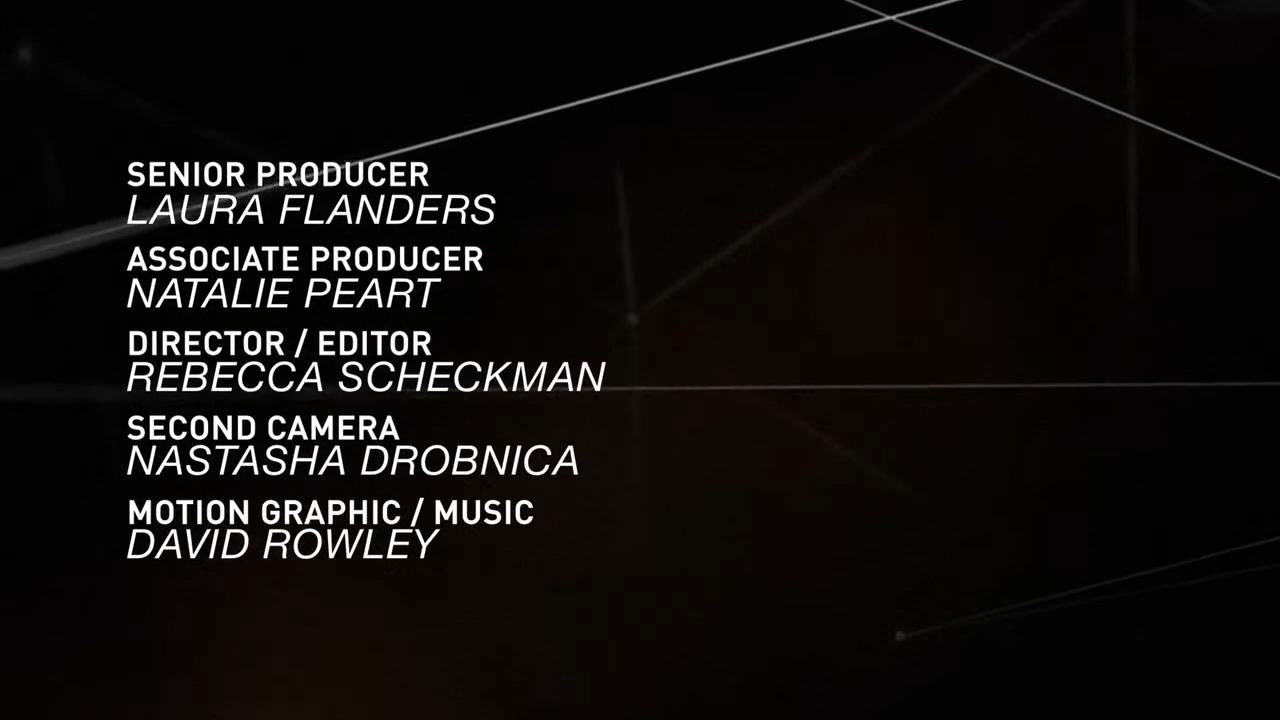 SENIOR PRODUCER
LAURA FLANDERS
ASSOCIATE PRODUCER
NATALIE PEART
DIRECTOR / EDITOR
REBECCA SCHECKMAN
SECOND CAMERA
NASTASHA DROBNICA
MOTION GRAPHIC / MUSIC
DAVID ROWLEY